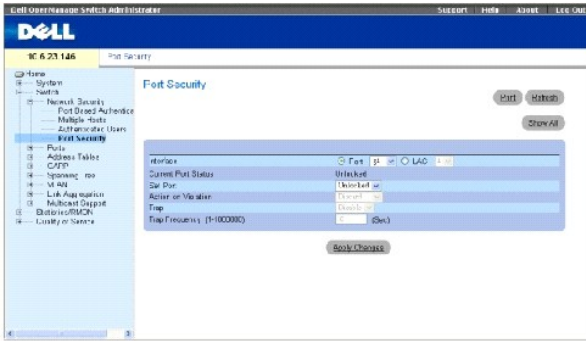 Dell OpenManage Switch Administrator
Support Help About Log Out
DELL
10.6.23.146
Port Security
Home
System
Switch
Network Security
Port Based Authentica
Multiple Hosts
Authenticated Users
Port Security
Ports
Address Tables
GARP
Spanning Tree
VLAN
Link Aggregation
Multicast Support
Statistics/RMON
Quality of Service
Port Security
Print Refresh
Show All
Interface Port g1 LAG
Current Port Status Unlocked
Set Port Unlocked
Action on Violation Discard
Trap Disable
Trap Frequency (1-1000000) (Sec)
Apply Changes